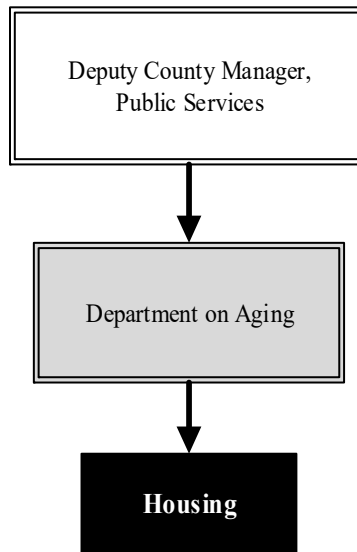 Deputy County Manager,
Public Services
Department on Aging
Housing